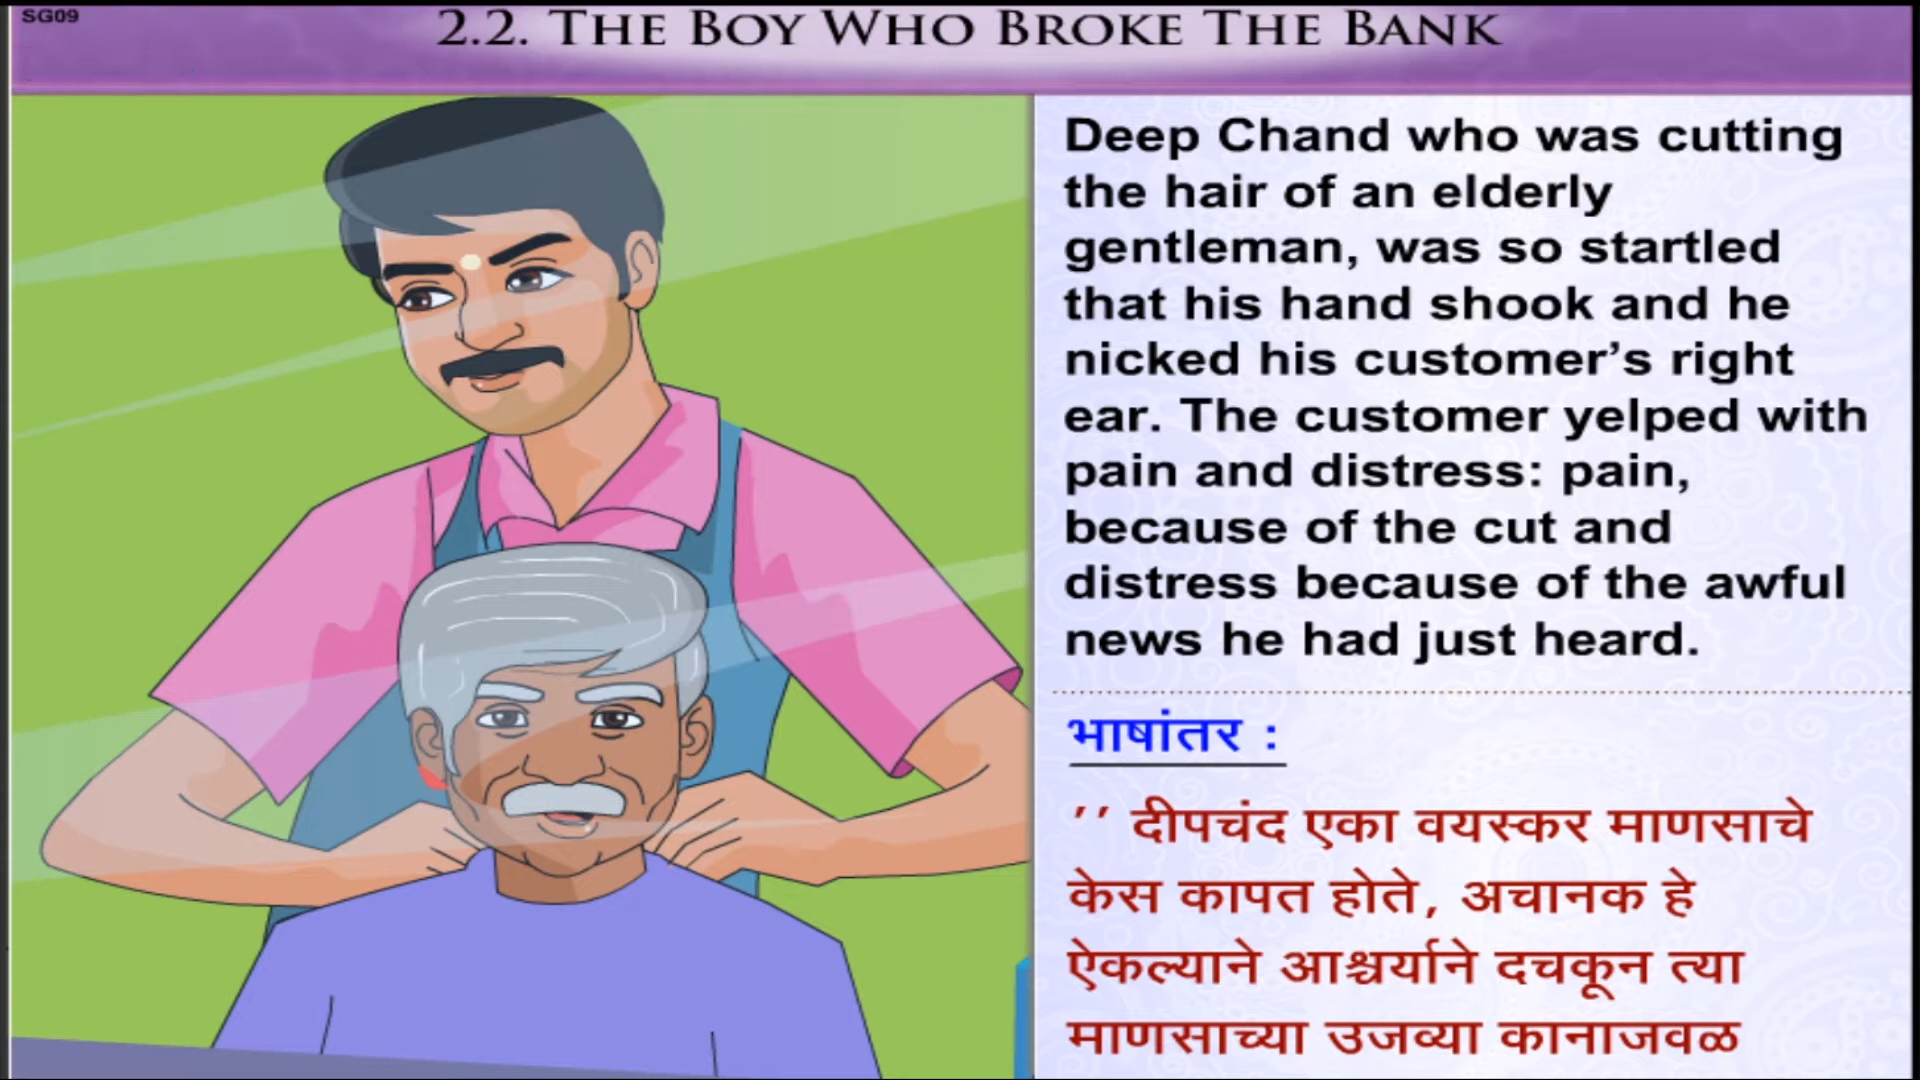 SG09
2.2. THE BOY WHO BROKE THE BANK
Deep Chand who was cutting
the hair of an elderly
gentleman, was so startled
that his hand shook and he
nicked his customer’s right
ear. The customer yelped with
pain and distress: pain,
because of the cut and
distress because of the awful
news he had just heard.
भाषांतर :
’’ दीपचंद एका वयस्कर माणसाचे
केस कापत होते, अचानक हे
ऐकल्याने आश्चर्याने दचकून त्या
माणसाच्या उजव्या कानाजवळ